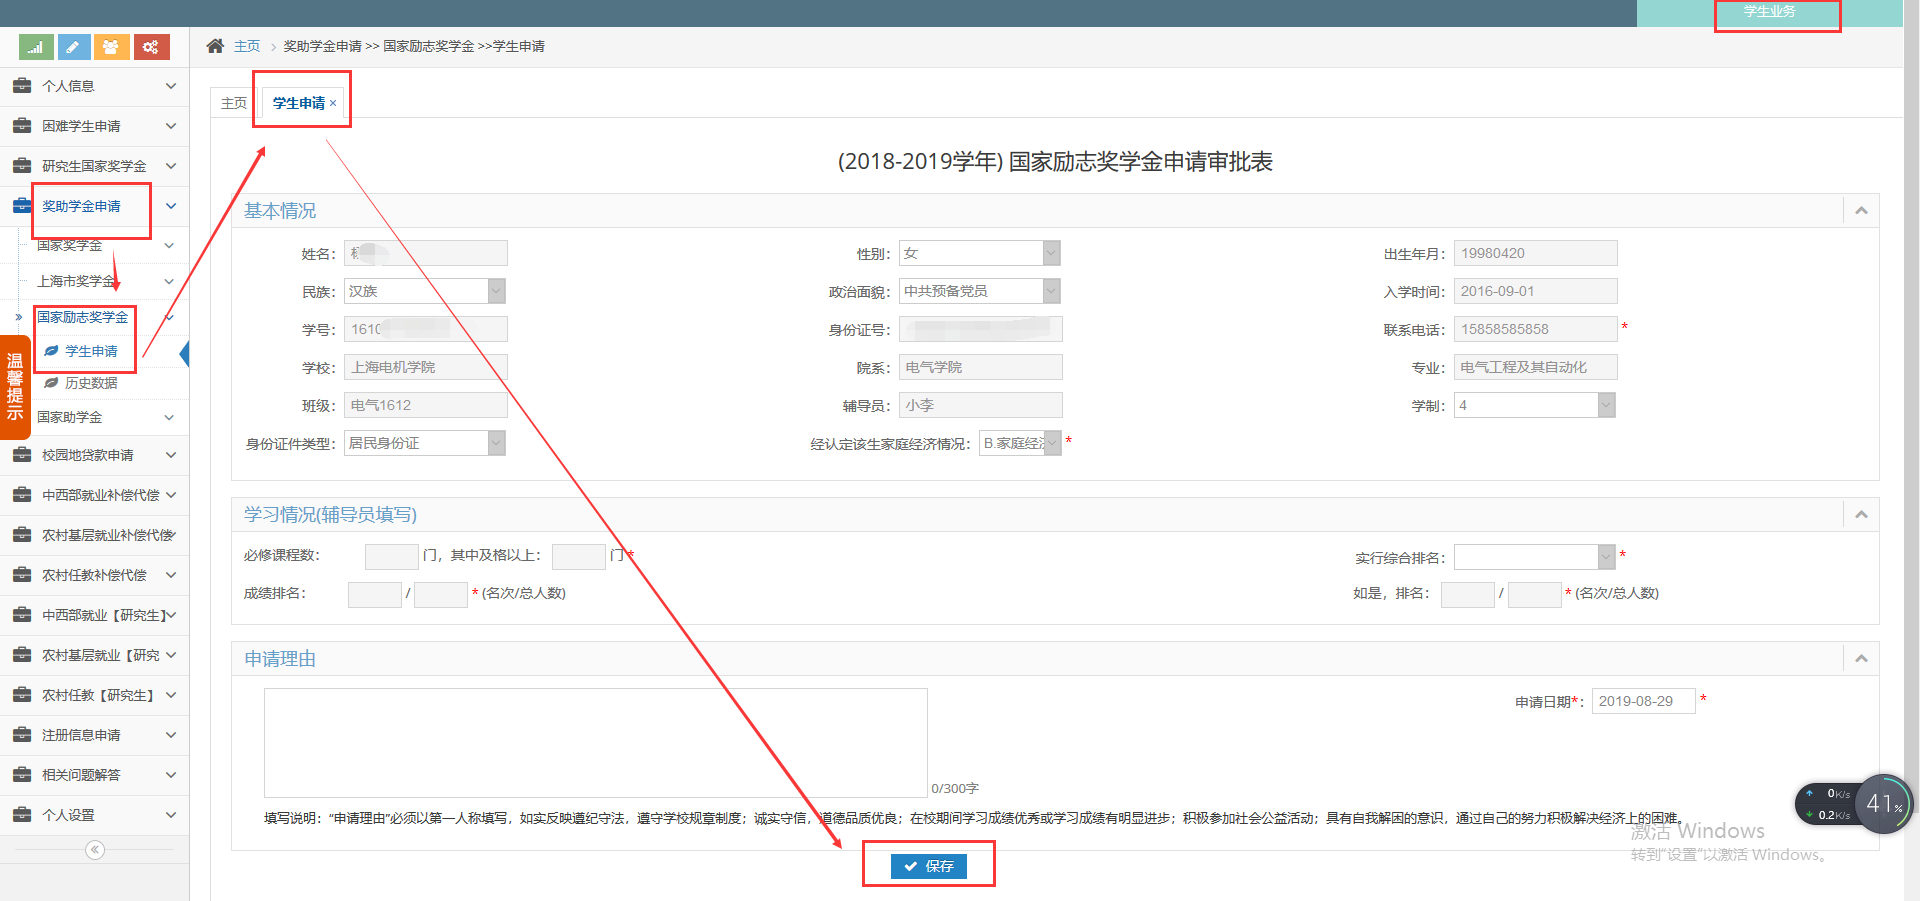 学生业务
主页 > 奖助学金申请 >> 国家励志奖学金 >>学生申请
个人信息
困难学生申请
研究生国家奖学金
奖助学金申请
国家奖学金
上海市奖学金
国家励志奖学金
学生申请
历史数据
国家助学金
校园地贷款申请
中西部就业补偿代偿
农村基层就业补偿代偿
农村任教补偿代偿
中西部就业【研究生】
农村基层就业【研究
农村任教【研究生】
注册信息申请
相关问题解答
个人设置
温馨提示
主页 学生申请 ×
(2018-2019学年) 国家励志奖学金申请审批表
基本情况
姓名： 性别： 女 出生年月： 19980420
民族： 汉族 政治面貌： 中共预备党员 入学时间： 2016-09-01
学号： 1610 身份证号： 联系电话： 15858585858 *
学校： 上海电机学院 院系： 电气学院 专业： 电气工程及其自动化
班级： 电气1612 辅导员： 小李 学制： 4
身份证件类型： 居民身份证 经认定该生家庭经济情况： B.家庭经 *
学习情况(辅导员填写)
必修课程数： 门，其中及格以上： 门* 实行综合排名： *
成绩排名： / * (名次/总人数) 如是，排名： / * (名次/总人数)
申请理由
申请日期*： 2019-08-29 *
0/300字
填写说明：“申请理由”必须以第一人称填写，如实反映遵纪守法，遵守学校规章制度；诚实守信，道德品质优良；在校期间学习成绩优秀或学习成绩有明显进步；积极参加社会公益活动；具有自我解困的意识，通过自己的努力积极解决经济上的困难。
保存
0K/s
0.2K/s
41%
激活 Windows
转到“设置”以激活 Windows。